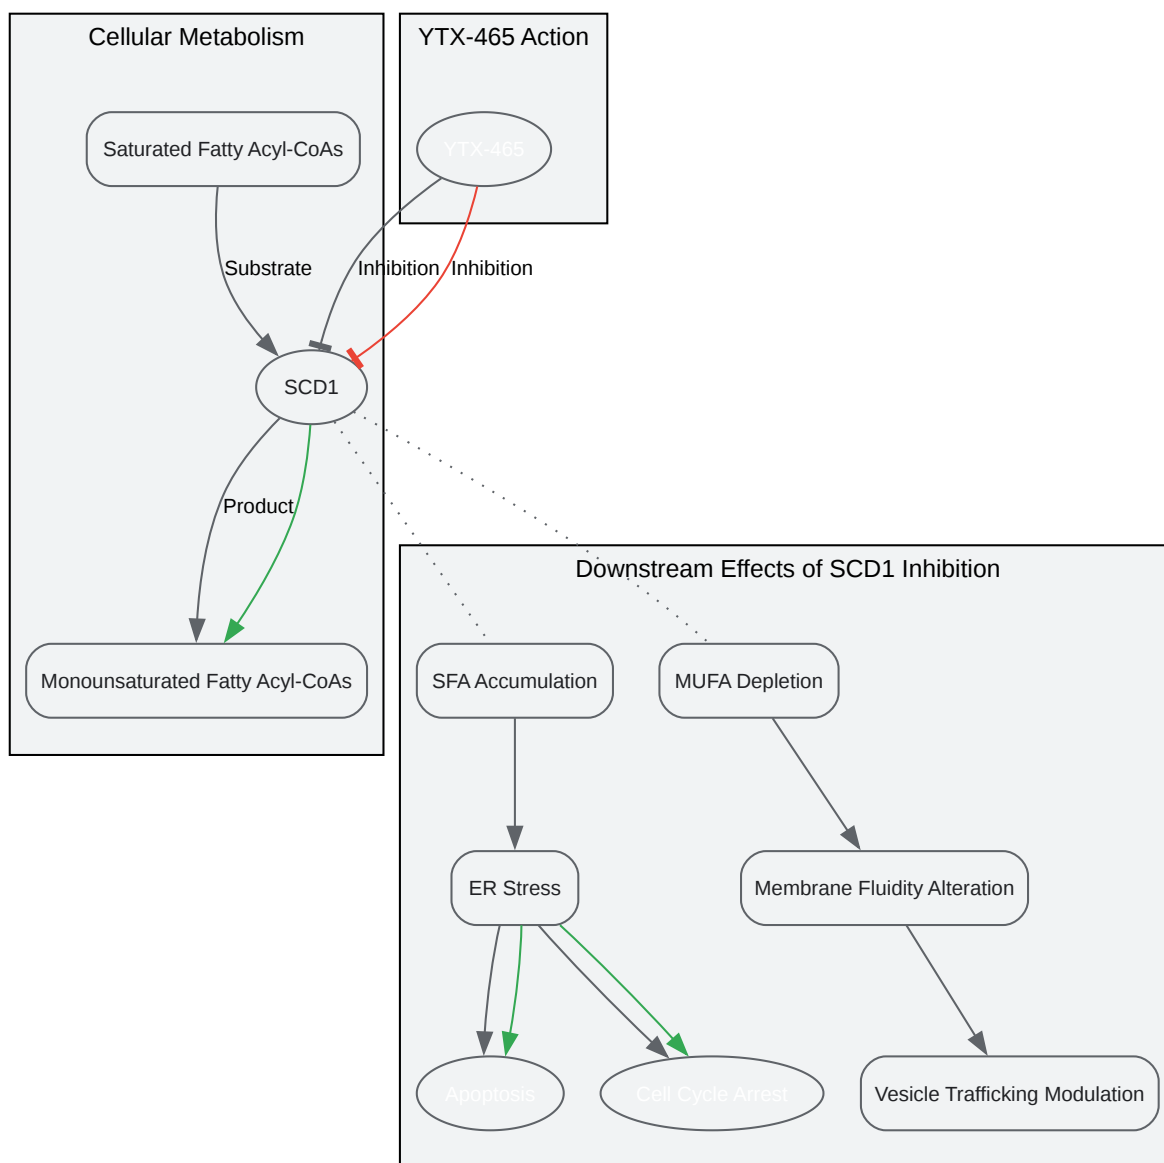 Cellular Metabolism
YTX-465 Action
Saturated Fatty Acyl-CoAs
YTX-465
Substrate
Inhibition
Inhibition
SCD1
Product
Downstream Effects of SCD1 Inhibition
Monounsaturated Fatty Acyl-CoAs
SFA Accumulation
MUFA Depletion
ER Stress
Membrane Fluidity Alteration
Apoptosis
Cell Cycle Arrest
Vesicle Trafficking Modulation